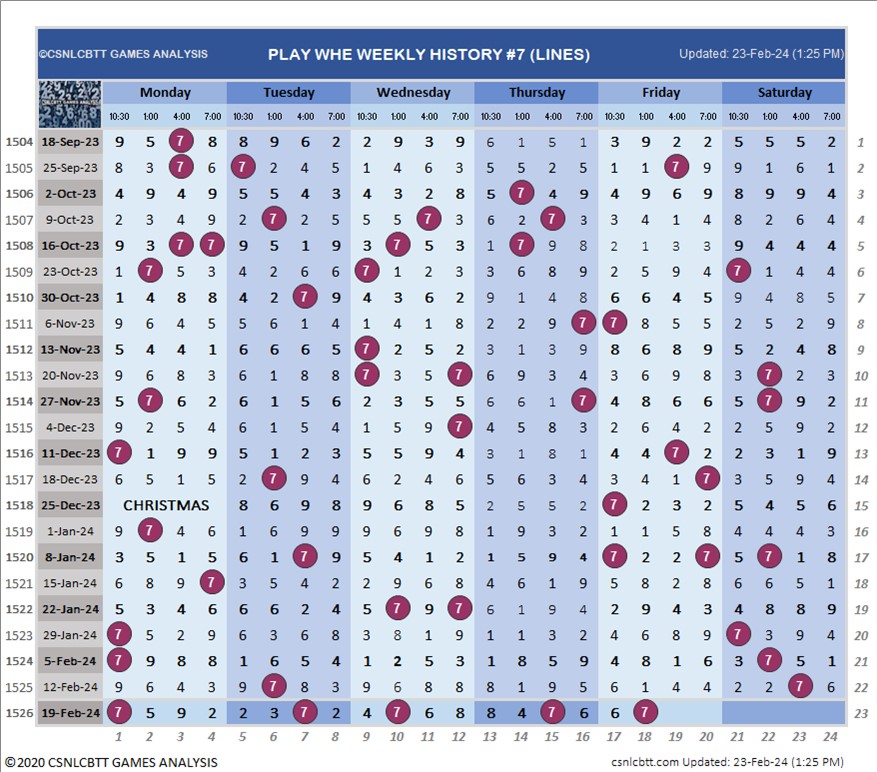 ©CSNLCBTT GAMES ANALYSIS PLAY WHE WEEKLY HISTORY #7 (LINES) Updated: 23-Feb-24 (1:25 PM)
CSNLCBTT GAMES ANALYSIS Monday Tuesday Wednesday Thursday Friday Saturday
10:30 1:00 4:00 7:00 10:30 1:00 4:00 7:00 10:30 1:00 4:00 7:00 10:30 1:00 4:00 7:00 10:30 1:00 4:00 7:00 10:30 1:00 4:00 7:00
1504 18-Sep-23 9 5 7 8 8 9 6 2 2 9 3 9 6 1 5 1 3 9 2 2 5 5 5 2 1
1505 25-Sep-23 8 3 7 6 7 2 4 5 1 4 6 3 5 5 2 5 1 1 7 9 9 1 6 1 2
1506 2-Oct-23 4 9 4 9 5 5 4 3 4 3 2 8 5 7 4 9 4 9 6 9 8 9 9 4 3
1507 9-Oct-23 2 3 4 9 6 7 2 5 5 5 7 3 6 2 7 3 3 4 1 4 8 2 6 4 4
1508 16-Oct-23 9 3 7 7 9 5 1 9 3 7 5 3 1 7 9 8 2 1 3 3 9 4 4 4 5
1509 23-Oct-23 1 7 5 3 4 2 6 6 7 1 2 3 3 6 8 9 2 5 9 4 7 1 4 4 6
1510 30-Oct-23 1 4 8 8 4 2 7 9 4 3 6 2 9 1 4 8 6 6 4 5 9 4 8 5 7
1511 6-Nov-23 9 6 4 5 5 6 1 4 1 4 1 8 2 2 9 7 7 8 5 5 2 5 2 9 8
1512 13-Nov-23 5 4 4 1 6 6 6 5 7 2 5 2 3 1 3 9 8 6 8 9 5 2 4 8 9
1513 20-Nov-23 9 6 8 3 6 1 8 8 7 3 5 7 6 9 3 4 3 6 9 8 3 7 2 3 10
1514 27-Nov-23 5 7 6 2 6 1 5 6 2 3 5 5 6 6 1 7 4 8 6 6 5 7 9 2 11
1515 4-Dec-23 9 2 5 4 6 1 5 4 1 5 9 7 4 5 8 3 2 6 4 2 2 5 9 2 12
1516 11-Dec-23 7 1 9 9 5 1 2 3 5 5 9 4 3 1 8 1 4 4 7 2 2 3 1 9 13
1517 18-Dec-23 6 5 1 5 2 7 9 4 6 2 4 6 5 6 3 4 3 4 1 7 3 5 9 4 14
1518 25-Dec-23 CHRISTMAS 8 6 9 8 9 6 8 5 2 5 5 2 7 2 3 2 5 4 5 6 15
1519 1-Jan-24 9 7 4 6 1 6 9 9 9 6 9 8 1 9 3 2 1 1 5 8 4 4 4 3 16
1520 8-Jan-24 3 5 1 5 6 1 7 9 5 4 1 2 1 5 9 4 7 2 2 7 5 7 1 8 17
1521 15-Jan-24 6 8 9 7 3 5 4 2 2 9 6 8 4 6 1 9 5 8 2 8 6 6 5 1 18
1522 22-Jan-24 5 3 4 6 6 6 2 4 5 7 9 7 6 1 9 4 2 9 4 3 4 8 8 9 19
1523 29-Jan-24 7 5 2 9 6 3 6 8 3 8 1 9 1 1 3 2 4 6 8 9 7 3 9 4 20
1524 5-Feb-24 7 9 8 8 1 6 5 4 1 2 5 3 1 8 5 9 4 8 1 6 3 7 5 1 21
1525 12-Feb-24 9 6 4 3 9 7 8 3 9 6 8 8 8 1 9 5 6 1 4 4 2 2 7 6 22
1526 19-Feb-24 7 5 9 2 2 3 7 2 4 7 6 8 8 4 7 6 6 7 23
1 2 3 4 5 6 7 8 9 10 11 12 13 14 15 16 17 18 19 20 21 22 23 24
©2020 CSNLCBTT GAMES ANALYSIS csnlcbtt.com Updated: 23-Feb-24 (1:25 PM)